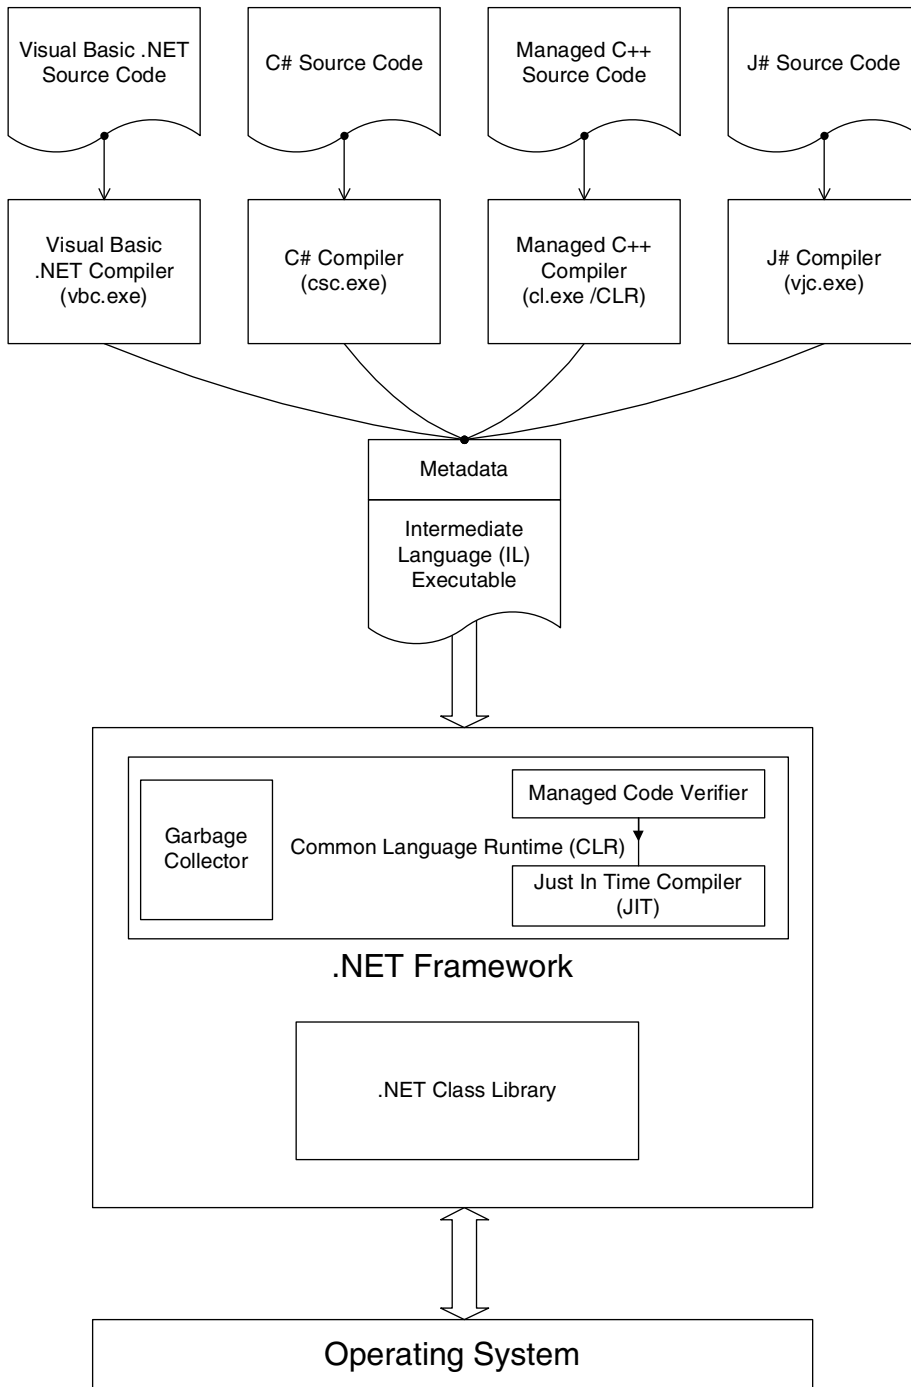 Visual Basic .NET
Source Code
C# Source Code
Managed C++
Source Code
J# Source Code
Visual Basic
.NET Compiler
(vbc.exe)
C# Compiler
(csc.exe)
Managed C++
Compiler
(cl.exe /CLR)
J# Compiler
(vjc.exe)
Metadata
Intermediate
Language (IL)
Executable
Garbage
Collector
Common Language Runtime (CLR)
Managed Code Verifier
Just In Time Compiler
(JIT)
.NET Framework
.NET Class Library
Operating System